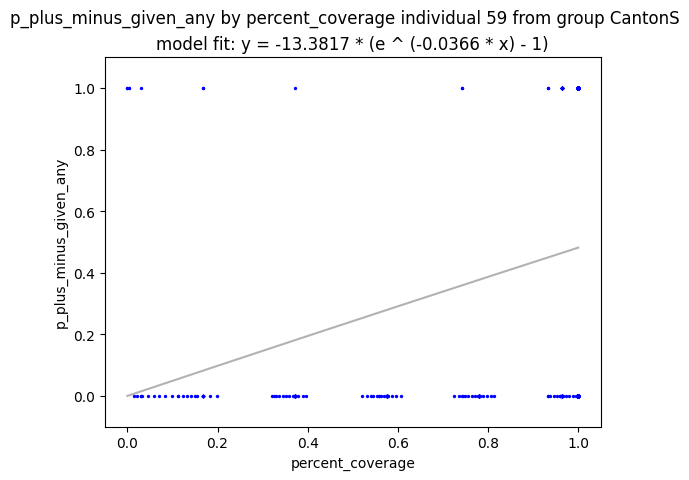 p_plus_minus_given_any by percent_coverage individual 59 from group CantonS
model fit: y = -13.3817 * (e ^ (-0.0366 * x) - 1)
1.0
0.8
0.6
0.4
0.2
0.0
p_plus_minus_given_any
0.0 0.2 0.4 0.6 0.8 1.0
percent_coverage